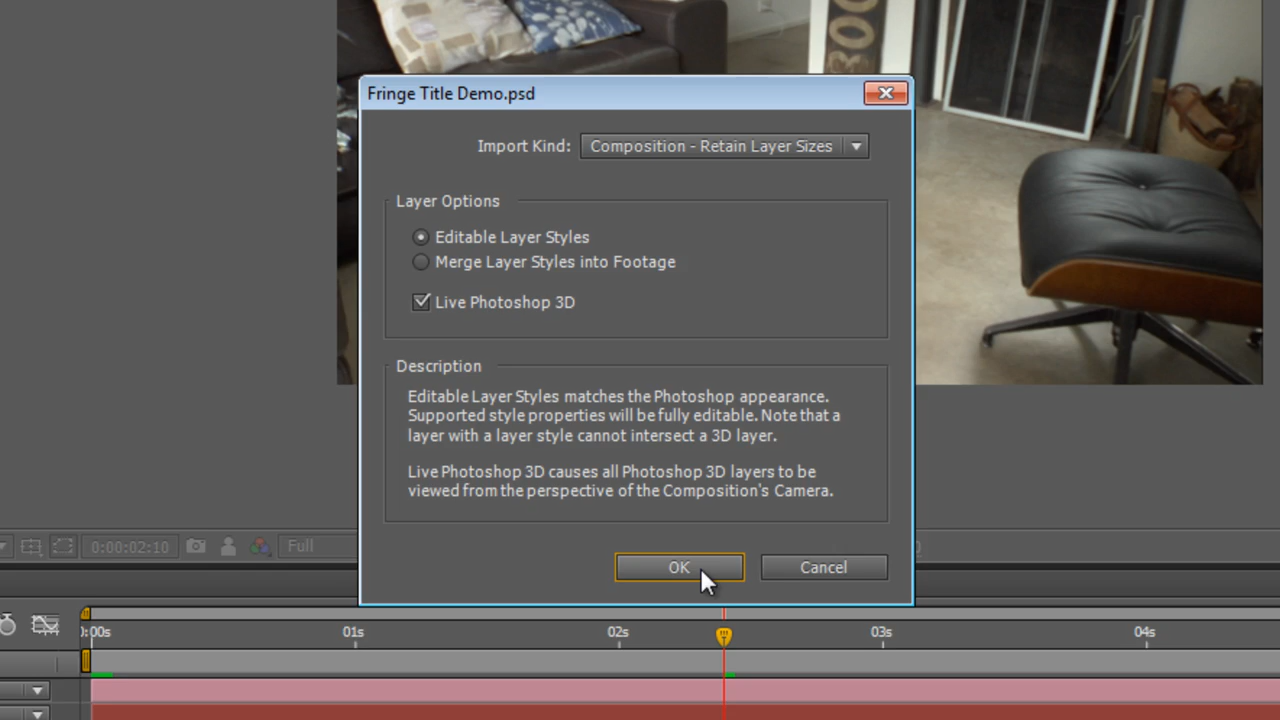 Fringe Title Demo.psd
Import Kind: Composition - Retain Layer Sizes
Layer Options
Editable Layer Styles
Merge Layer Styles into Footage
Live Photoshop 3D
Description
Editable Layer Styles matches the Photoshop appearance.
Supported style properties will be fully editable. Note that a
layer with a layer style cannot intersect a 3D layer.
Live Photoshop 3D causes all Photoshop 3D layers to be
viewed from the perspective of the Composition's Camera.
OK Cancel
0:00:02:10 Full
:00s 01s 02s 03s 04s